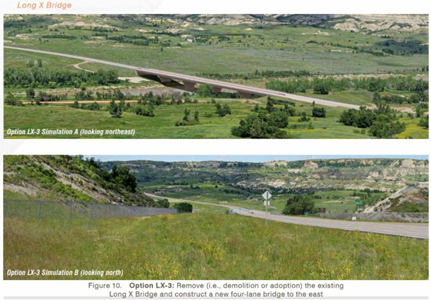 Long X Bridge
Option LX-3 Simulation A (looking northeast)
Option LX-3 Simulation B (looking north)
Figure 10. Option LX-3: Remove (i.e., demolition or adoption) the existing
Long X Bridge and construct a new four-lane bridge to the east